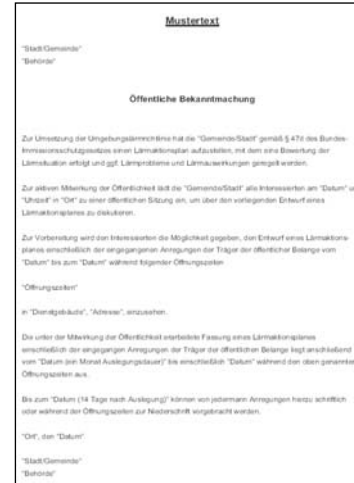 Mustertext
"Stadt/Gemeinde"
"Behörde"
Öffentliche Bekanntmachung
Zur Umsetzung der Umgebungslärmrichtlinie hat die "Gemeinde/Stadt" gemäß § 47d des Bundes-
Immissionsschutzgesetzes einen Lärmaktionsplan aufzustellen, mit dem eine Bewertung der
Lärmsituation erfolgt und ggf. Lärmprobleme und Lärmauswirkungen geregelt werden.
Zur aktiven Mitwirkung der Öffentlichkeit lädt die "Gemeinde/Stadt" alle Interessierten am "Datum" u
"Uhrzeit" in "Ort" zu einer öffentlichen Sitzung ein, um über den vorliegenden Entwurf eines
Lärmaktionsplanes zu diskutieren.
Zur Vorbereitung wird den Interessierten die Möglichkeit gegeben, den Entwurf eines Lärmaktions-
planes einschließlich der eingegangenen Anregungen der Träger der öffentlicher Belange vom
"Datum" bis zum "Datum" während folgender Öffnungszeiten
"Öffnungszeiten"
in "Dienstgebäude", "Adresse", einzusehen.
Die unter der Mitwirkung der Öffentlichkeit erarbeitete Fassung eines Lärmaktionsplanes
einschließlich der eingegangen Anregungen der Träger der öffentlichen Belange liegt anschließend
vom "Datum (ein Monat Auslegungsdauer)" bis einschließlich "Datum" während den oben genannten
Öffnungszeiten aus.
Bis zum "Datum (14 Tage nach Auslegung)" können von jedermann Anregungen hierzu schriftlich
oder während der Öffnungszeiten zur Niederschrift vorgebracht werden.
"Ort", den "Datum"
"Stadt/Gemeinde"
"Behörde"